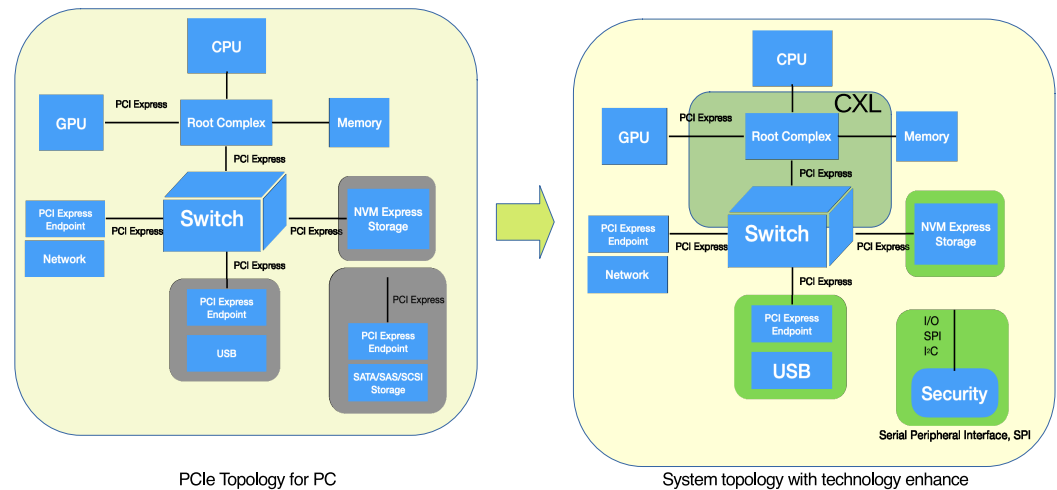 CPU
PCI Express
GPU
Root Complex
Memory
PCI Express
PCI Express
Endpoint
Switch
NVM Express
Storage
PCI Express
PCI Express
Network
PCI Express
PCI Express
Endpoint
USB
PCI Express
PCI Express
Endpoint
SATA/SAS/SCSI
Storage
PCIe Topology for PC
CPU
CXL
PCI Express
GPU
Root Complex
Memory
PCI Express
PCI Express
Endpoint
Switch
NVM Express
Storage
PCI Express
PCI Express
Network
PCI Express
PCI Express
Endpoint
USB
I/O
SPI
I²C
Security
Serial Peripheral Interface, SPI
System topology with technology enhance